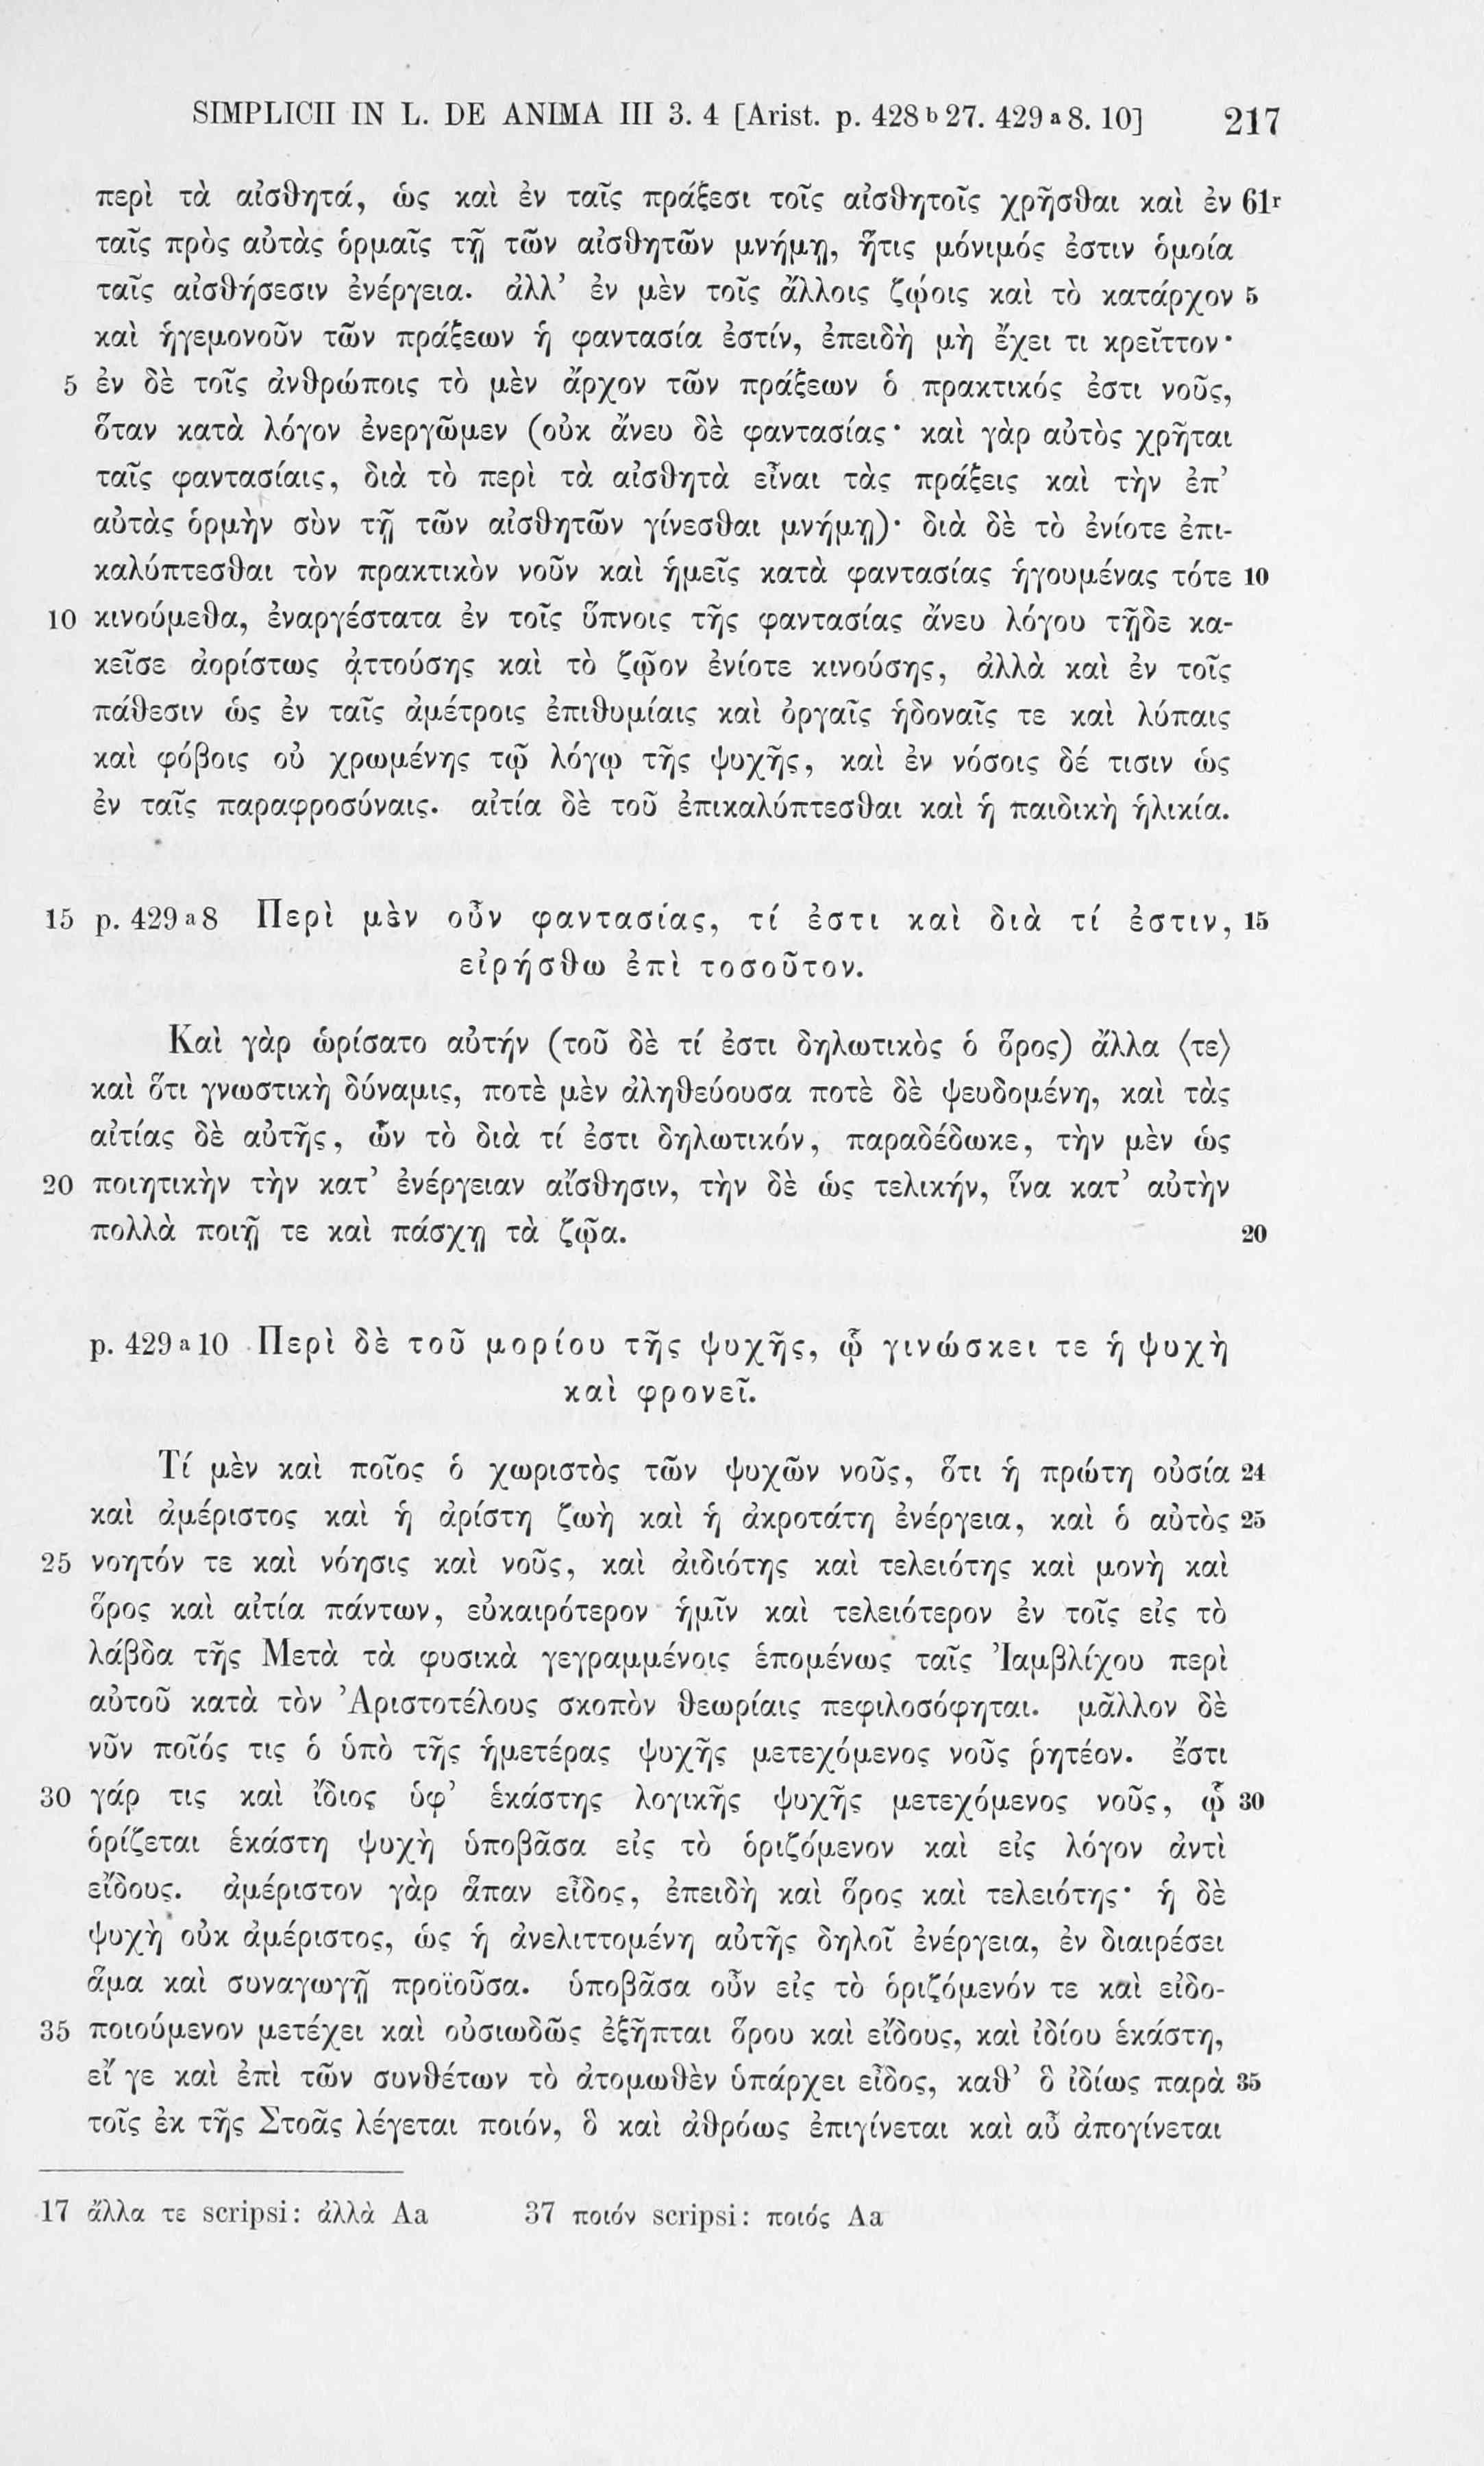 SIMPLICII IN L. DE ANIMA III 3. 4 [Arist. p. 428 b 27. 429 a 8. 10] 217
περὶ τὰ αἰσθητά, ὡς καὶ ἐν ταῖς πράξεσι τοῖς αἰσθητοῖς χρῆσθαι καὶ ἐν 61r
ταῖς πρὸς αὐτὰς ὁρμαῖς τῇ τῶν αἰσθητῶν μνήμῃ, ἥτις μόνιμός ἐστιν ὁμοία
ταῖς αἰσθήσεσιν ἐνέργεια. ἀλλ’ ἐν μὲν τοῖς ἄλλοις ζῴοις καὶ τὸ κατάρχον 5
καὶ ἡγεμονοῦν τῶν πράξεων ἡ φαντασία ἐστίν, ἐπειδὴ μὴ ἔχει τι κρεῖττον·
5 ἐν δὲ τοῖς ἀνθρώποις τὸ μὲν ἄρχον τῶν πράξεων ὁ πρακτικός ἐστι νοῦς,
ὅταν κατὰ λόγον ἐνεργῶμεν (οὐκ ἄνευ δὲ φαντασίας· καὶ γὰρ αὐτὸς χρῆται
ταῖς φαντασίαις, διὰ τὸ περὶ τὰ αἰσθητὰ εἶναι τὰς πράξεις καὶ τὴν ἐπ’
αὐτὰς ὁρμὴν σὺν τῇ τῶν αἰσθητῶν γίνεσθαι μνήμῃ)· διὰ δὲ τὸ ἐνίοτε ἐπι-
καλύπτεσθαι τὸν πρακτικὸν νοῦν καὶ ἡμεῖς κατὰ φαντασίας ἡγουμένας τότε 10
10 κινούμεθα, ἐναργέστατα ἐν τοῖς ὕπνοις τῆς φαντασίας ἄνευ λόγου τῇδε κα-
κεῖσε ἀορίστως ᾀττούσης καὶ τὸ ζῷον ἐνίοτε κινούσης, ἀλλὰ καὶ ἐν τοῖς
πάθεσιν ὡς ἐν ταῖς ἀμέτροις ἐπιθυμίαις καὶ ὀργαῖς ἡδοναῖς τε καὶ λύπαις
καὶ φόβοις οὐ χρωμένης τῷ λόγῳ τῆς ψυχῆς, καὶ ἐν νόσοις δέ τισιν ὡς
ἐν ταῖς παραφροσύναις. αἰτία δὲ τοῦ ἐπικαλύπτεσθαι καὶ ἡ παιδικὴ ἡλικία.
15 p. 429 a 8 Περὶ μὲν οὖν φαντασίας, τί ἐστι καὶ διὰ τί ἐστιν, 15
εἰρήσθω ἐπὶ τοσοῦτον.
Καὶ γὰρ ὡρίσατο αὐτήν (τοῦ δὲ τί ἐστι δηλωτικὸς ὁ ὅρος) ἄλλα ⟨τε⟩
καὶ ὅτι γνωστικὴ δύναμις, ποτὲ μὲν ἀληθεύουσα ποτὲ δὲ ψευδομένη, καὶ τὰς
αἰτίας δὲ αὐτῆς, ὧν τὸ διὰ τί ἐστι δηλωτικόν, παραδέδωκε, τὴν μὲν ὡς
20 ποιητικὴν τὴν κατ’ ἐνέργειαν αἴσθησιν, τὴν δὲ ὡς τελικήν, ἵνα κατ’ αὐτὴν
πολλὰ ποιῇ τε καὶ πάσχῃ τὰ ζῷα. 20
p. 429 a 10 Περὶ δὲ τοῦ μορίου τῆς ψυχῆς, ᾧ γινώσκει τε ἡ ψυχὴ
καὶ φρονεῖ.
Τί μὲν καὶ ποῖος ὁ χωριστὸς τῶν ψυχῶν νοῦς, ὅτι ἡ πρώτη οὐσία 24
καὶ ἀμέριστος καὶ ἡ ἀρίστη ζωὴ καὶ ἡ ἀκροτάτη ἐνέργεια, καὶ ὁ αὐτὸς 25
25 νοητόν τε καὶ νόησις καὶ νοῦς, καὶ ἀιδιότης καὶ τελειότης καὶ μονὴ καὶ
ὅρος καὶ αἰτία πάντων, εὐκαιρότερον ἡμῖν καὶ τελειότερον ἐν τοῖς εἰς τὸ
λάβδα τῆς Μετὰ τὰ φυσικὰ γεγραμμένοις ἑπομένως ταῖς Ἰαμβλίχου περὶ
αὐτοῦ κατὰ τὸν Ἀριστοτέλους σκοπὸν θεωρίαις πεφιλοσόφηται. μᾶλλον δὲ
νῦν ποῖός τις ὁ ὑπὸ τῆς ἡμετέρας ψυχῆς μετεχόμενος νοῦς ῥητέον. ἔστι
30 γάρ τις καὶ ἴδιος ὑφ’ ἑκάστης λογικῆς ψυχῆς μετεχόμενος νοῦς, ᾧ 30
ὁρίζεται ἑκάστη ψυχὴ ὑποβᾶσα εἰς τὸ ὁριζόμενον καὶ εἰς λόγον ἀντὶ
εἴδους. ἀμέριστον γὰρ ἅπαν εἶδος, ἐπειδὴ καὶ ὅρος καὶ τελειότης· ἡ δὲ
ψυχὴ οὐκ ἀμέριστος, ὡς ἡ ἀνελιττομένη αὐτῆς δηλοῖ ἐνέργεια, ἐν διαιρέσει
ἅμα καὶ συναγωγῇ προϊοῦσα. ὑποβᾶσα οὖν εἰς τὸ ὁριζόμενόν τε καὶ εἰδο-
35 ποιούμενον μετέχει καὶ οὐσιωδῶς ἐξῆπται ὅρου καὶ εἴδους, καὶ ἰδίου ἑκάστη,
εἴ γε καὶ ἐπὶ τῶν συνθέτων τὸ ἀτομωθὲν ὑπάρχει εἶδος, καθ’ ὃ ἰδίως παρὰ 35
τοῖς ἐκ τῆς Στοᾶς λέγεται ποιόν, ὃ καὶ ἀθρόως ἐπιγίνεται καὶ αὖ ἀπογίνεται
17 ἄλλα τε scripsi: ἀλλὰ Aa 37 ποιόν scripsi: ποιός Aa